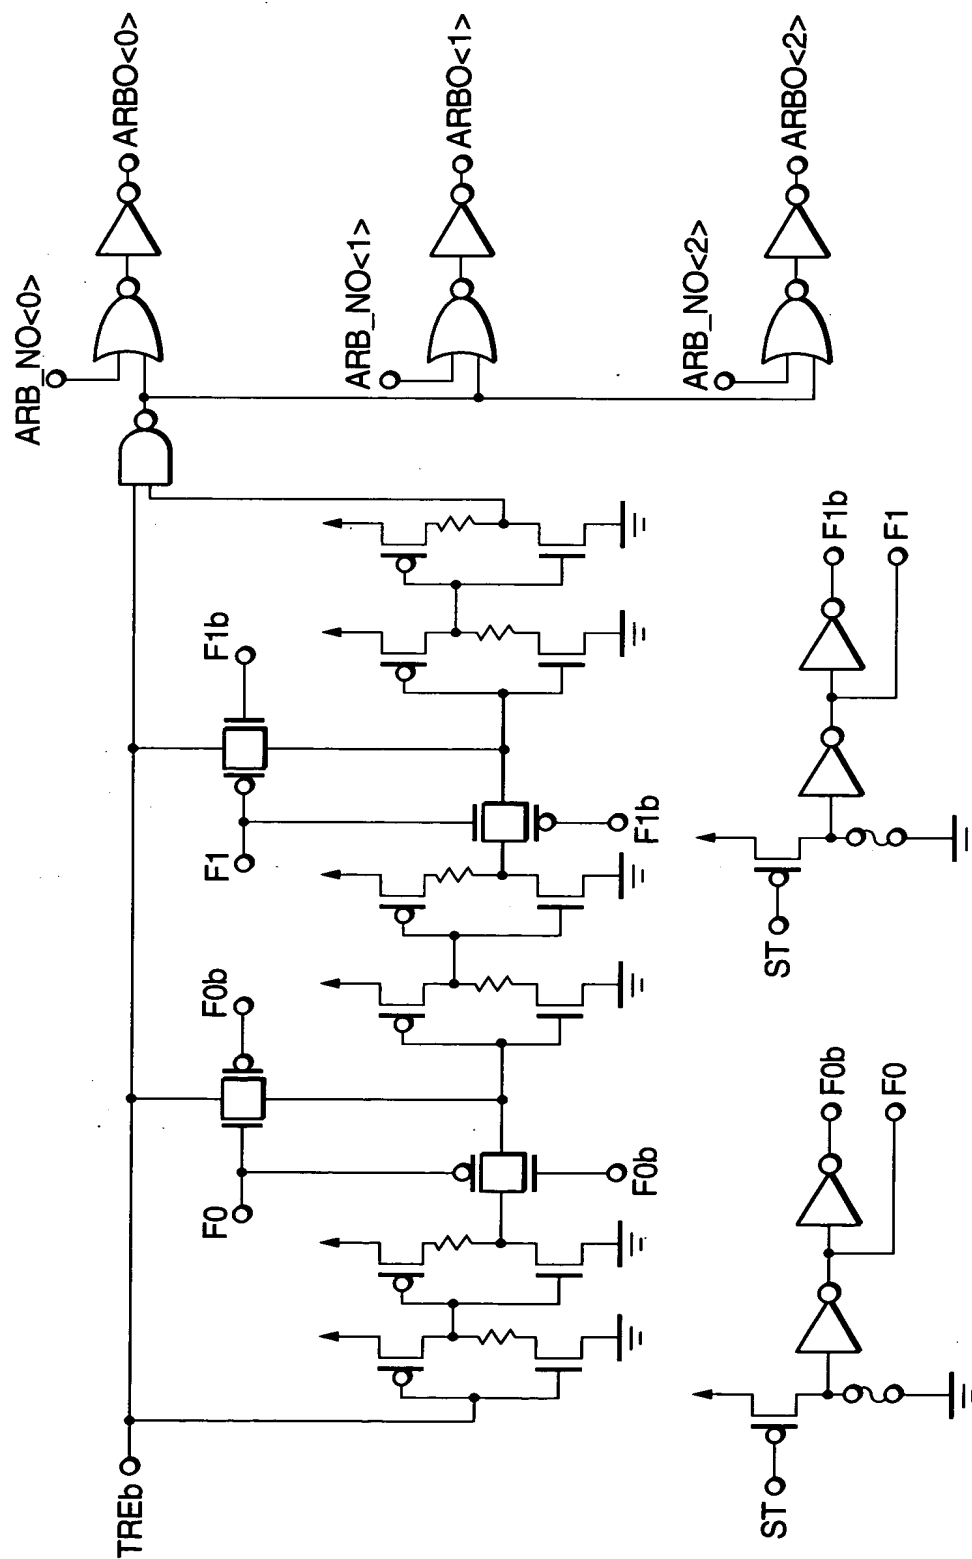 TREb
F0
F0b
F0b
F1
F1b
F1b
ARB_NO<0>
ARBO<0>
ARB_NO<1>
ARBO<1>
ARB_NO<2>
ARBO<2>
ST
F0b
F0
ST
F1b
F1